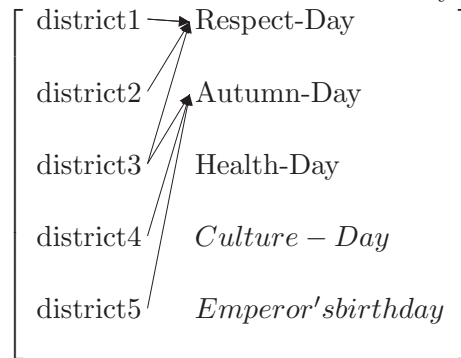 district1 Respect-Day
district2 Autumn-Day
district3 Health-Day
district4 Culture − Day
district5 Emperor'sbirthday